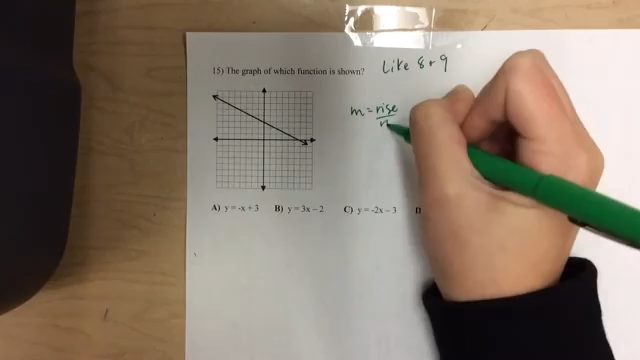 Like 8 + 9
15) The graph of which function is shown?
m = rise
A) y = -x + 3 B) y = 3x − 2 C) y = -2x − 3 D